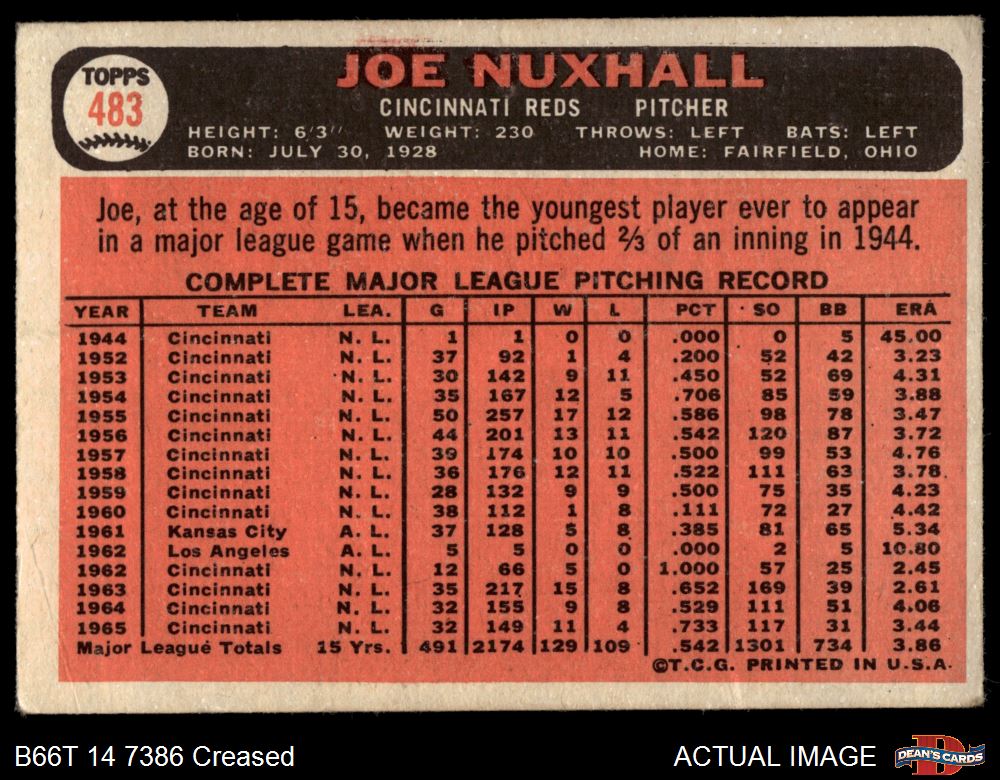 JOE NUXHALL
TOPPS
483
CINCINNATI REDS PITCHER
HEIGHT: 6'3" WEIGHT: 230 THROWS: LEFT BATS: LEFT
BORN: JULY 30, 1928 HOME: FAIRFIELD, OHIO
Joe, at the age of 15, became the youngest player ever to appear
in a major league game when he pitched ⅔ of an inning in 1944.
COMPLETE MAJOR LEAGUE PITCHING RECORD
YEAR TEAM LEA. G IP W L PCT SO BB ERA
1944 Cincinnati N. L. 1 1 0 0 .000 0 5 45.00
1952 Cincinnati N. L. 37 92 1 4 .200 52 42 3.23
1953 Cincinnati N. L. 30 142 9 11 .450 52 69 4.31
1954 Cincinnati N. L. 35 167 12 5 .706 85 59 3.88
1955 Cincinnati N. L. 50 257 17 12 .586 98 78 3.47
1956 Cincinnati N. L. 44 201 13 11 .542 120 87 3.72
1957 Cincinnati N. L. 39 174 10 10 .500 99 53 4.76
1958 Cincinnati N. L. 36 176 12 11 .522 111 63 3.78
1959 Cincinnati N. L. 28 132 9 9 .500 75 35 4.23
1960 Cincinnati N. L. 38 112 1 8 .111 72 27 4.42
1961 Kansas City A. L. 37 128 5 8 .385 81 65 5.34
1962 Los Angeles A. L. 5 5 0 0 .000 2 5 10.80
1962 Cincinnati N. L. 12 66 5 0 1.000 57 25 2.45
1963 Cincinnati N. L. 35 217 15 8 .652 169 39 2.61
1964 Cincinnati N. L. 32 155 9 8 .529 111 51 4.06
1965 Cincinnati N. L. 32 149 11 4 .733 117 31 3.44
Major League Totals 15 Yrs. 491 2174 129 109 .542 1301 734 3.86
©T.C.G. PRINTED IN U.S.A.
B66T 14 7386 Creased ACTUAL IMAGE DEAN'S CARDS